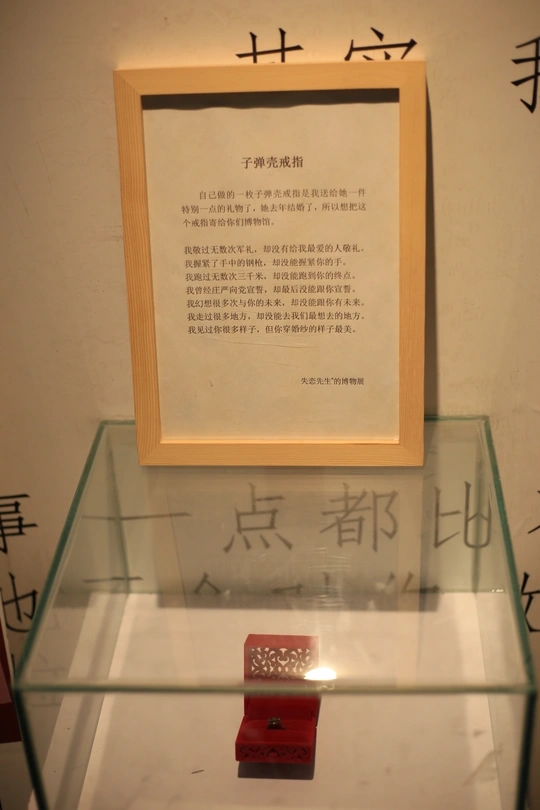 其实 我
子弹壳戒指
自己做的一枚子弹壳戒指是我送给她一件
特别一点的礼物了，她去年结婚了，所以想把这
个戒指寄给你们博物馆。
我敬过无数次军礼，却没有给我最爱的人敬礼。
我握紧了手中的钢枪，却没能握紧你的手。
我跑过无数次三千米，却没能跑到你的终点。
我曾经庄严向党宣誓，却最后没能跟你宣誓。
我幻想很多次与你的未来，却没能跟你有未来。
我走过很多地方，却没能去我们最想去的地方。
我见过你很多样子，但你穿婚纱的样子最美。
失恋先生"的博物展
事 一点都比
他